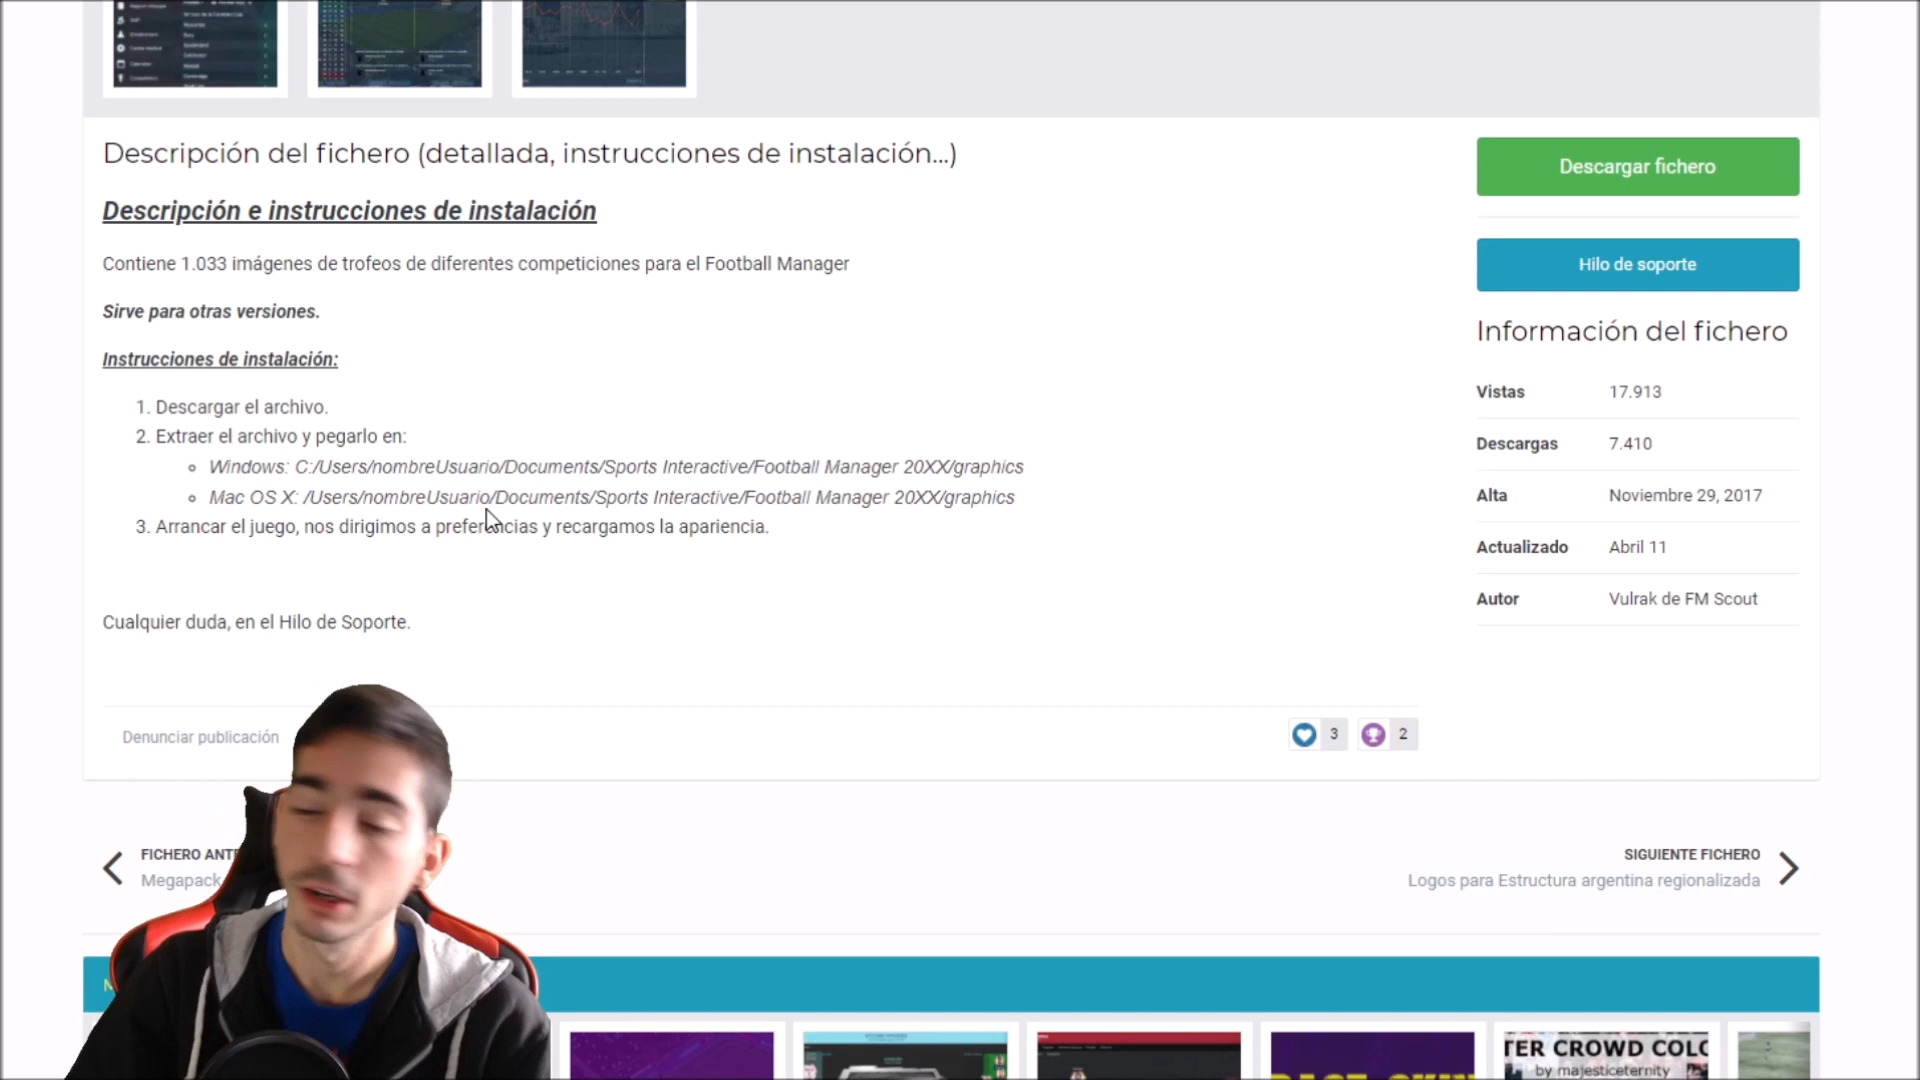 Descripción del fichero (detallada, instrucciones de instalación...)
Descripción e instrucciones de instalación
Contiene 1.033 imágenes de trofeos de diferentes competiciones para el Football Manager
Sirve para otras versiones.
Instrucciones de instalación:
1. Descargar el archivo.
2. Extraer el archivo y pegarlo en:
Windows: C:/Users/nombreUsuario/Documents/Sports Interactive/Football Manager 20XX/graphics
Mac OS X: /Users/nombreUsuario/Documents/Sports Interactive/Football Manager 20XX/graphics
3. Arrancar el juego, nos dirigimos a preferencias y recargamos la apariencia.
Cualquier duda, en el Hilo de Soporte.
Denunciar publicación
3
2
Descargar fichero
Hilo de soporte
Información del fichero
Vistas 17.913
Descargas 7.410
Alta Noviembre 29, 2017
Actualizado Abril 11
Autor Vulrak de FM Scout
FICHERO
Megapack
SIGUIENTE FICHERO
Logos para Estructura argentina regionalizada
TER CROWD COLO
by majesticeternity